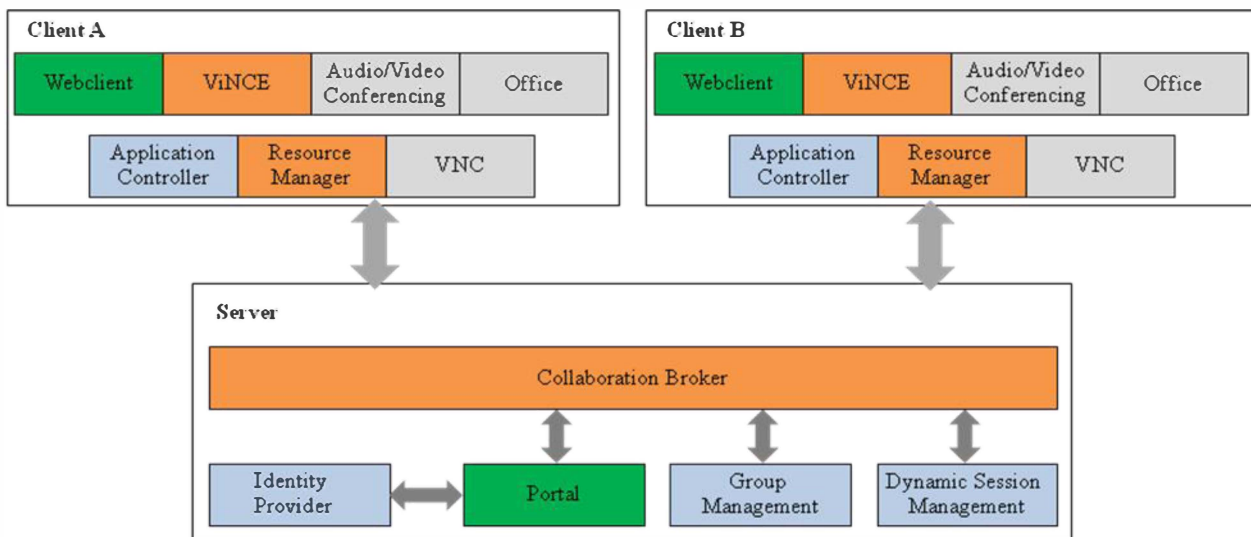 Client A
Webclient
ViNCE
Audio/Video
Conferencing
Office
Application
Controller
Resource
Manager
VNC
Client B
Webclient
ViNCE
Audio/Video
Conferencing
Office
Application
Controller
Resource
Manager
VNC
Server
Collaboration Broker
Identity
Provider
Portal
Group
Management
Dynamic Session
Management